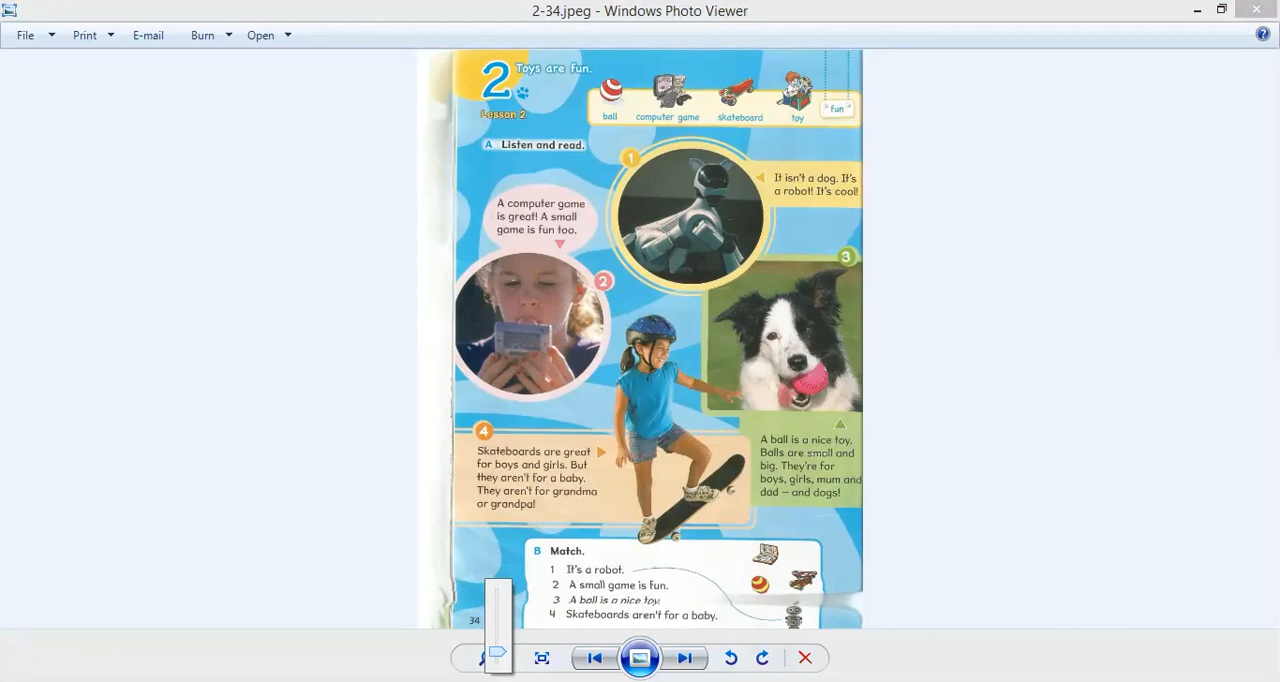 2-34.jpeg - Windows Photo Viewer
File Print E-mail Burn Open
2 Toys are fun.
Lesson 2
ball computer game skateboard toy fun
A Listen and read.
1
It isn't a dog. It's
a robot! It's cool!
A computer game
is great! A small
game is fun too.
2
3
4
Skateboards are great
for boys and girls. But
they aren't for a baby.
They aren't for grandma
or grandpa!
A ball is a nice toy.
Balls are small and
big. They're for
boys, girls, mum and
dad – and dogs!
B Match.
1 It's a robot.
2 A small game is fun.
3 A ball is a nice toy.
4 Skateboards aren't for a baby.
34